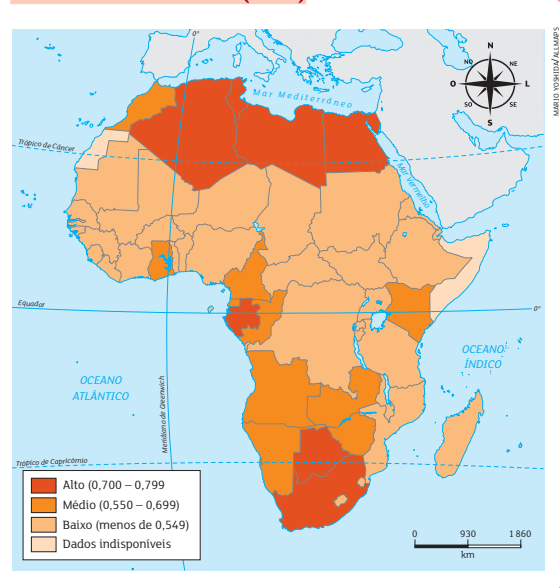 MARIO YOSHIDA/ALLMAPS
0°
N
NO
NE
O
L
SO
SE
S
Mar Mediterrâneo
Trópico de Câncer
Mar Vermelho
Equador
0°
OCEANO
ÍNDICO
OCEANO
ATLÂNTICO
Meridiano de Greenwich
Trópico de Capricórnio
Alto (0,700 – 0,799
Médio (0,550 – 0,699)
Baixo (menos de 0,549)
Dados indisponíveis
0 930 1 860
km